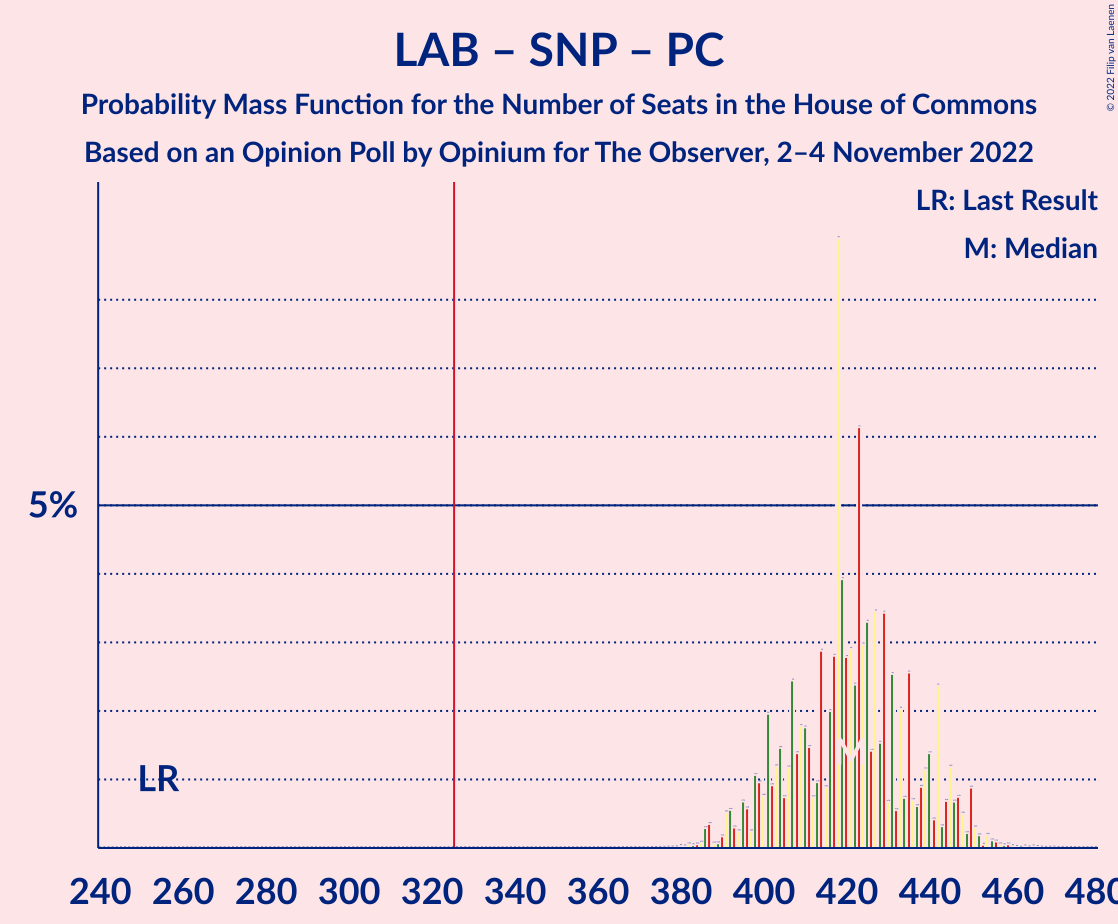 LAB – SNP – PC
Probability Mass Function for the Number of Seats in the House of Commons
Based on an Opinion Poll by Opinium for The Observer, 2–4 November 2022
© 2022 Filip van Laenen
LR: Last Result
M: Median
5%
LR
M
240 260 280 300 320 340 360 380 400 420 440 460 480